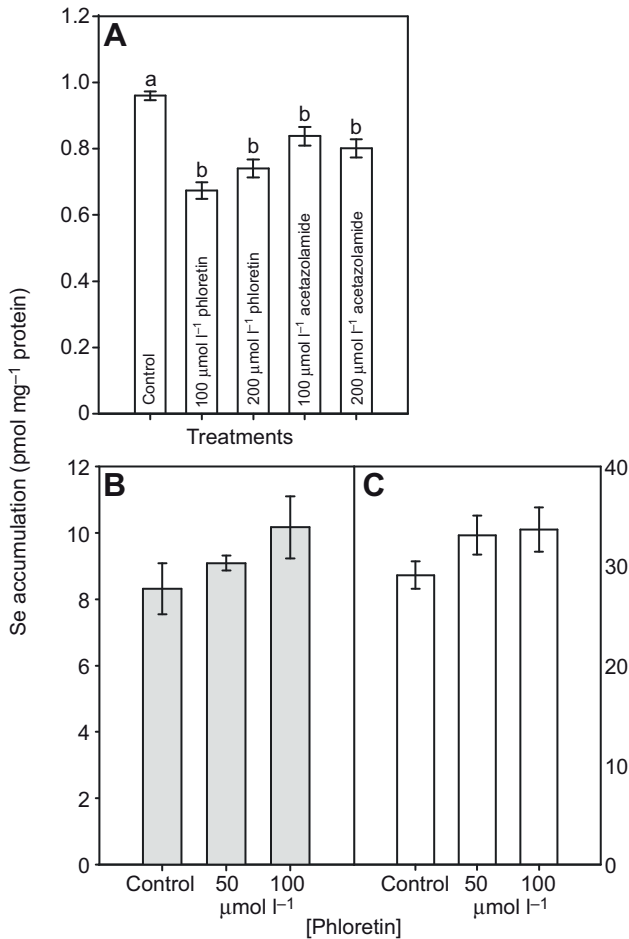 Se accumulation (pmol mg⁻¹ protein)
A
1.2
1.0
0.8
0.6
0.4
0.2
0
a
b
b
b
b
Control
100 μmol l⁻¹ phloretin
200 μmol l⁻¹ phloretin
100 μmol l⁻¹ acetazolamide
200 μmol l⁻¹ acetazolamide
Treatments
B
12
10
8
6
4
2
0
Control 50 100
μmol l⁻¹
C
40
30
20
10
0
Control 50 100
μmol l⁻¹
[Phloretin]